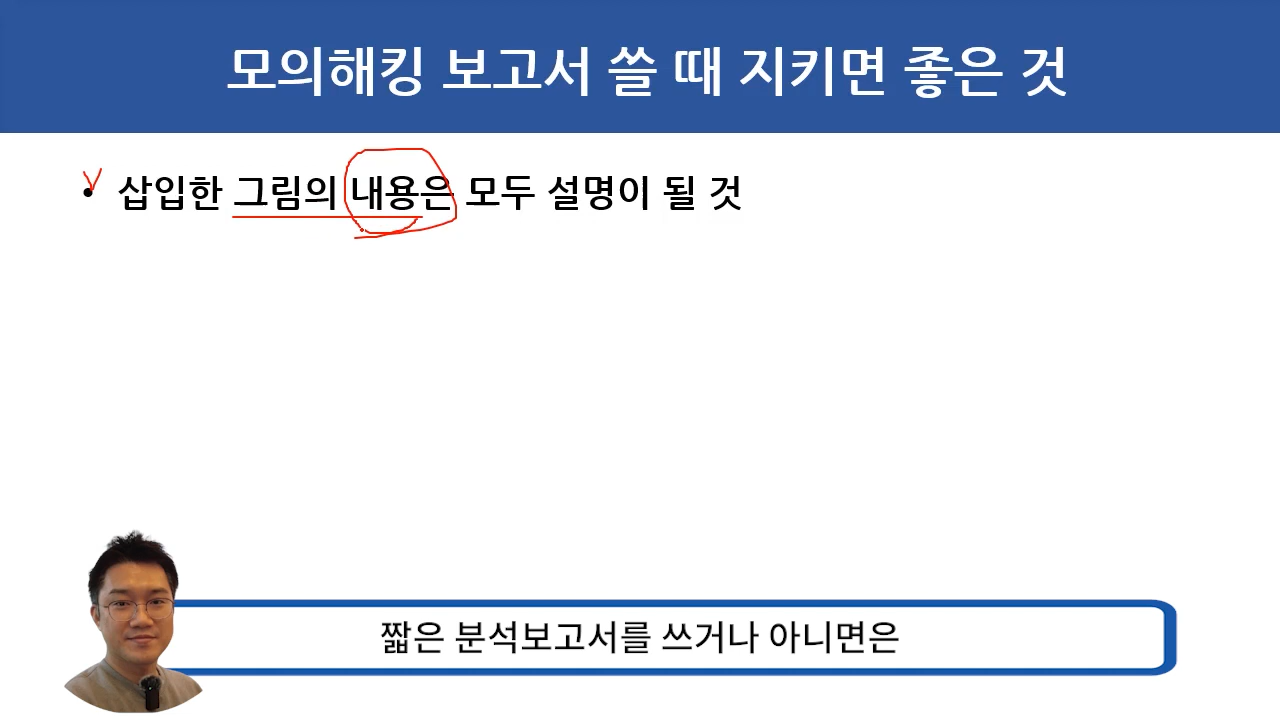 모의해킹 보고서 쓸 때 지키면 좋은 것
• 삽입한 그림의 내용은 모두 설명이 될 것
짧은 분석보고서를 쓰거나 아니면은